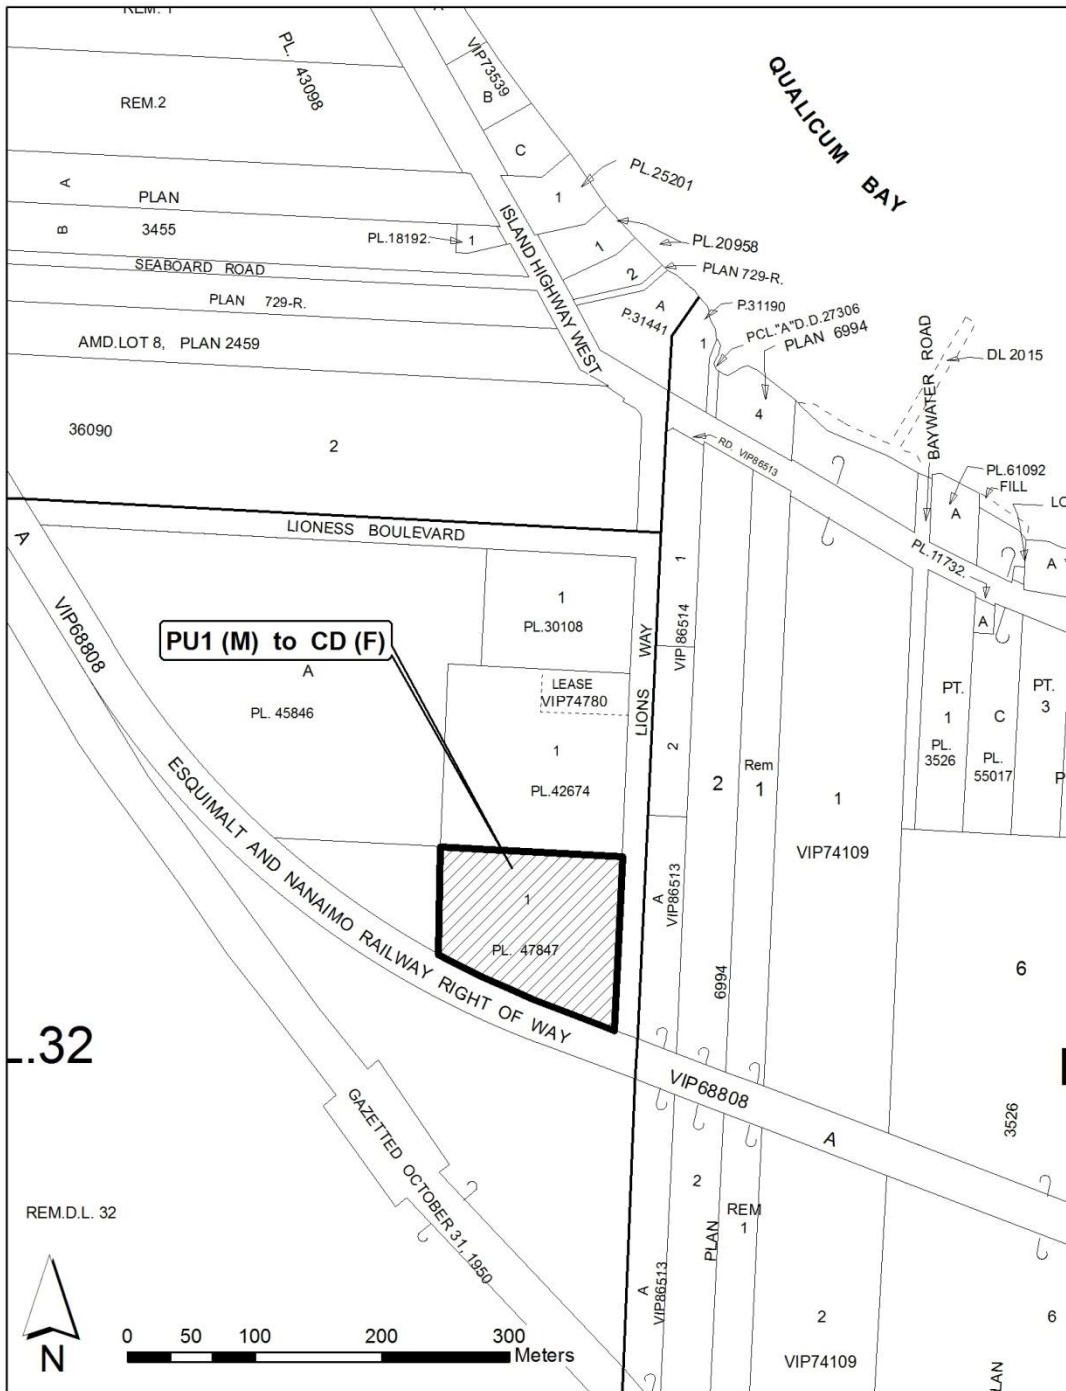 REM. 1
PL. 43098
VIP73539
B
QUALICUM BAY
REM.2
C
PL.25201
A
PLAN
1
B
3455
PL.18192.
1
ISLAND HIGHWAY WEST
1
PL.20958
SEABOARD ROAD
2
PLAN 729-R.
PLAN 729-R.
A
P.31441
P.31190
1
PCL."A"D.D.27306
PLAN 6994
AMD.LOT 8, PLAN 2459
BAYWATER ROAD
DL 2015
4
36090
2
RD. VIP86513
PL.61092
FILL
A
LO
LIONESS BOULEVARD
A
VIP68808
1
PL.11732.
C
A
1
PL.30108
VIP86514
A
PU1 (M) to CD (F)
A
LIONS WAY
LEASE
VIP74780
PL. 45846
1
PL.42674
2
2
Rem
1
1
VIP74109
PT.
1
PL.
3526
C
PL.
55017
PT.
3
P
ESQUIMALT AND NANAIMO RAILWAY RIGHT OF WAY
1
PL. 47847
A
VIP86513
6994
6
L.32
VIP68808
A
3526
GAZETTED OCTOBER 31, 1950
REM.D.L. 32
2
PLAN
REM
1
A
VIP86513
2
VIP74109
6
LAN
N
0 50 100 200 300
Meters